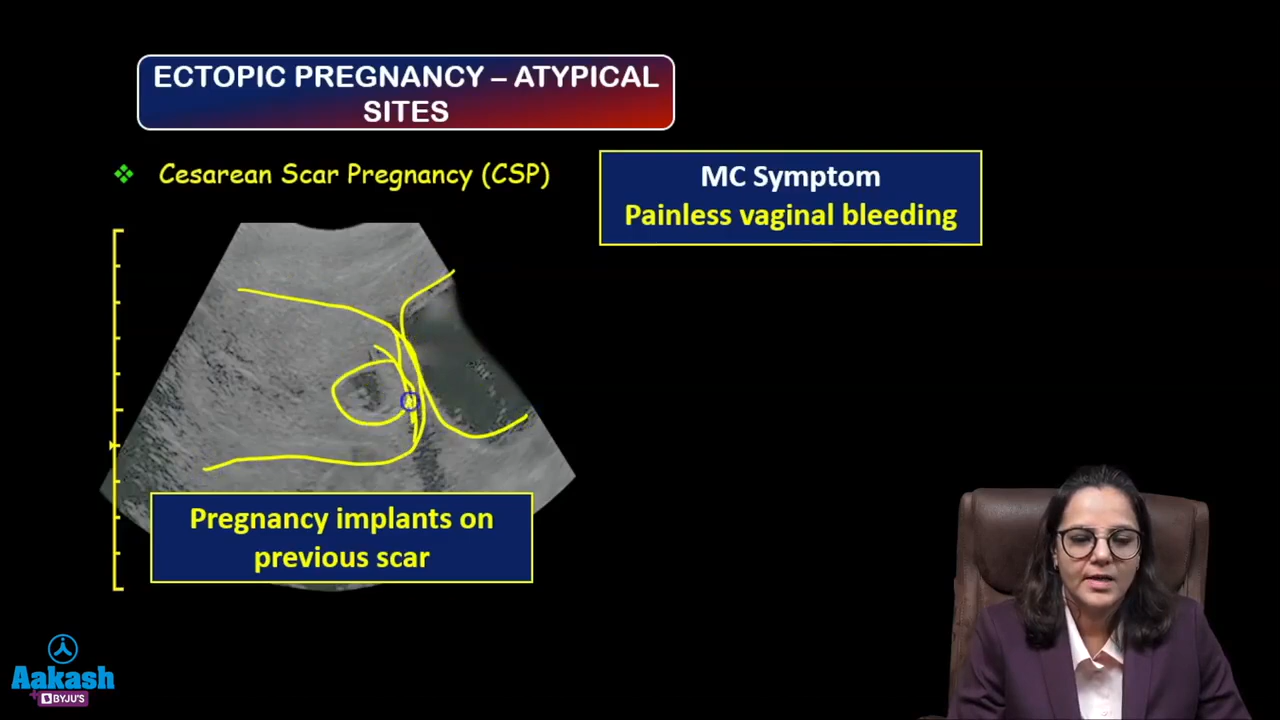 ECTOPIC PREGNANCY – ATYPICAL
SITES
❖ Cesarean Scar Pregnancy (CSP)
MC Symptom
Painless vaginal bleeding
Pregnancy implants on
previous scar
Aakash
BYJU'S